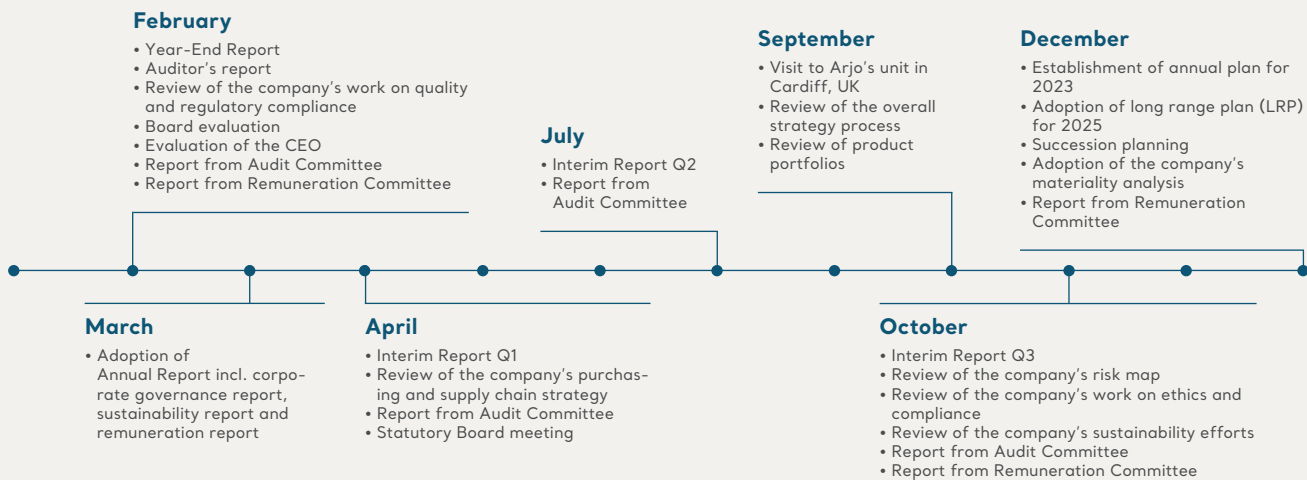 February
• Year-End Report
• Auditor's report
• Review of the company's work on quality
and regulatory compliance
• Board evaluation
• Evaluation of the CEO
• Report from Audit Committee
• Report from Remuneration Committee
July
• Interim Report Q2
• Report from
Audit Committee
September
• Visit to Arjo's unit in
Cardiff, UK
• Review of the overall
strategy process
• Review of product
portfolios
December
• Establishment of annual plan for
2023
• Adoption of long range plan (LRP)
for 2025
• Succession planning
• Adoption of the company's
materiality analysis
• Report from Remuneration
Committee
March
• Adoption of
Annual Report incl. corpo-
rate governance report,
sustainability report and
remuneration report
April
• Interim Report Q1
• Review of the company's purchas-
ing and supply chain strategy
• Report from Audit Committee
• Statutory Board meeting
October
• Interim Report Q3
• Review of the company's risk map
• Review of the company's work on ethics and
compliance
• Review of the company's sustainability efforts
• Report from Audit Committee
• Report from Remuneration Committee